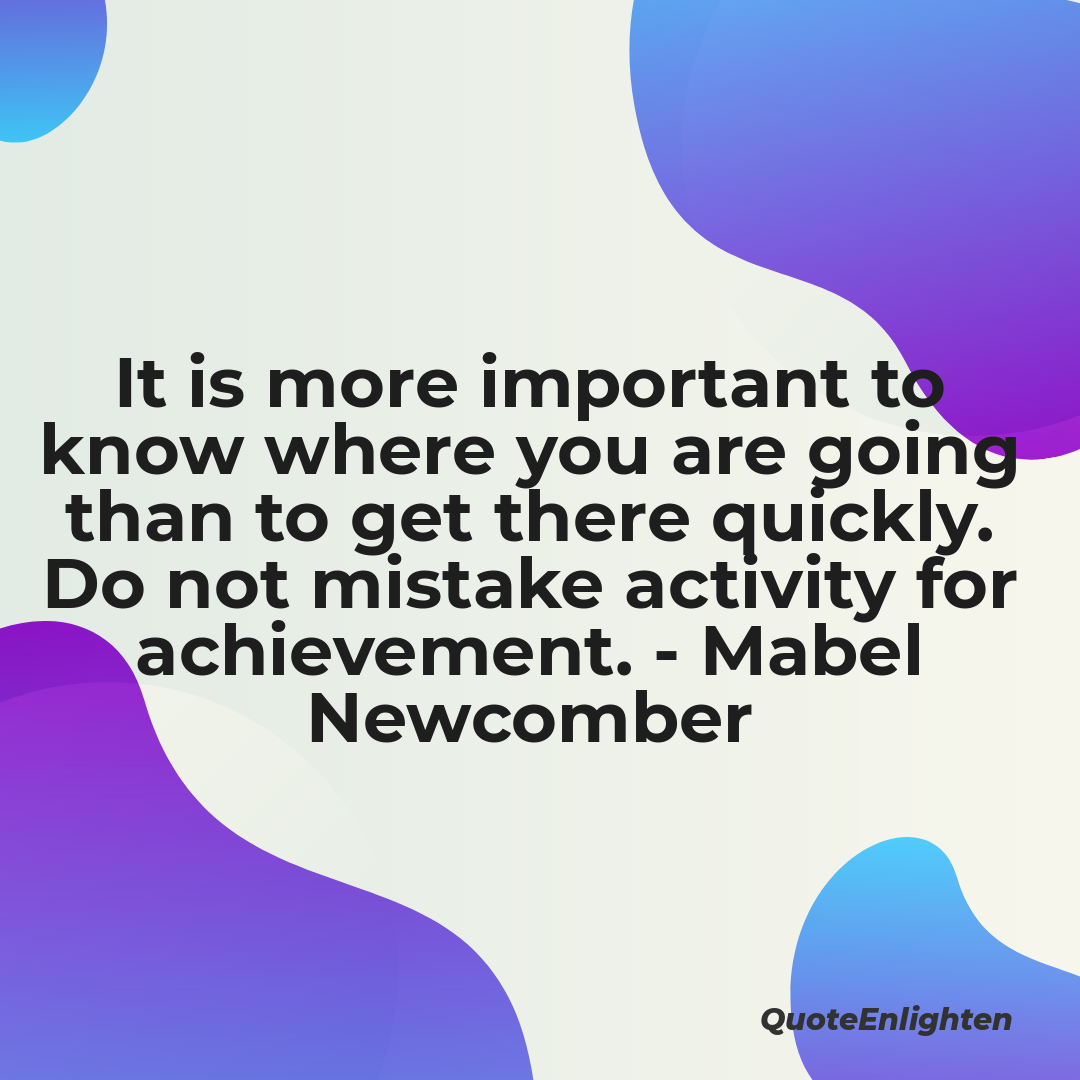 It is more important to
know where you are going
than to get there quickly.
Do not mistake activity for
achievement. - Mabel
Newcomber
QuoteEnlighten